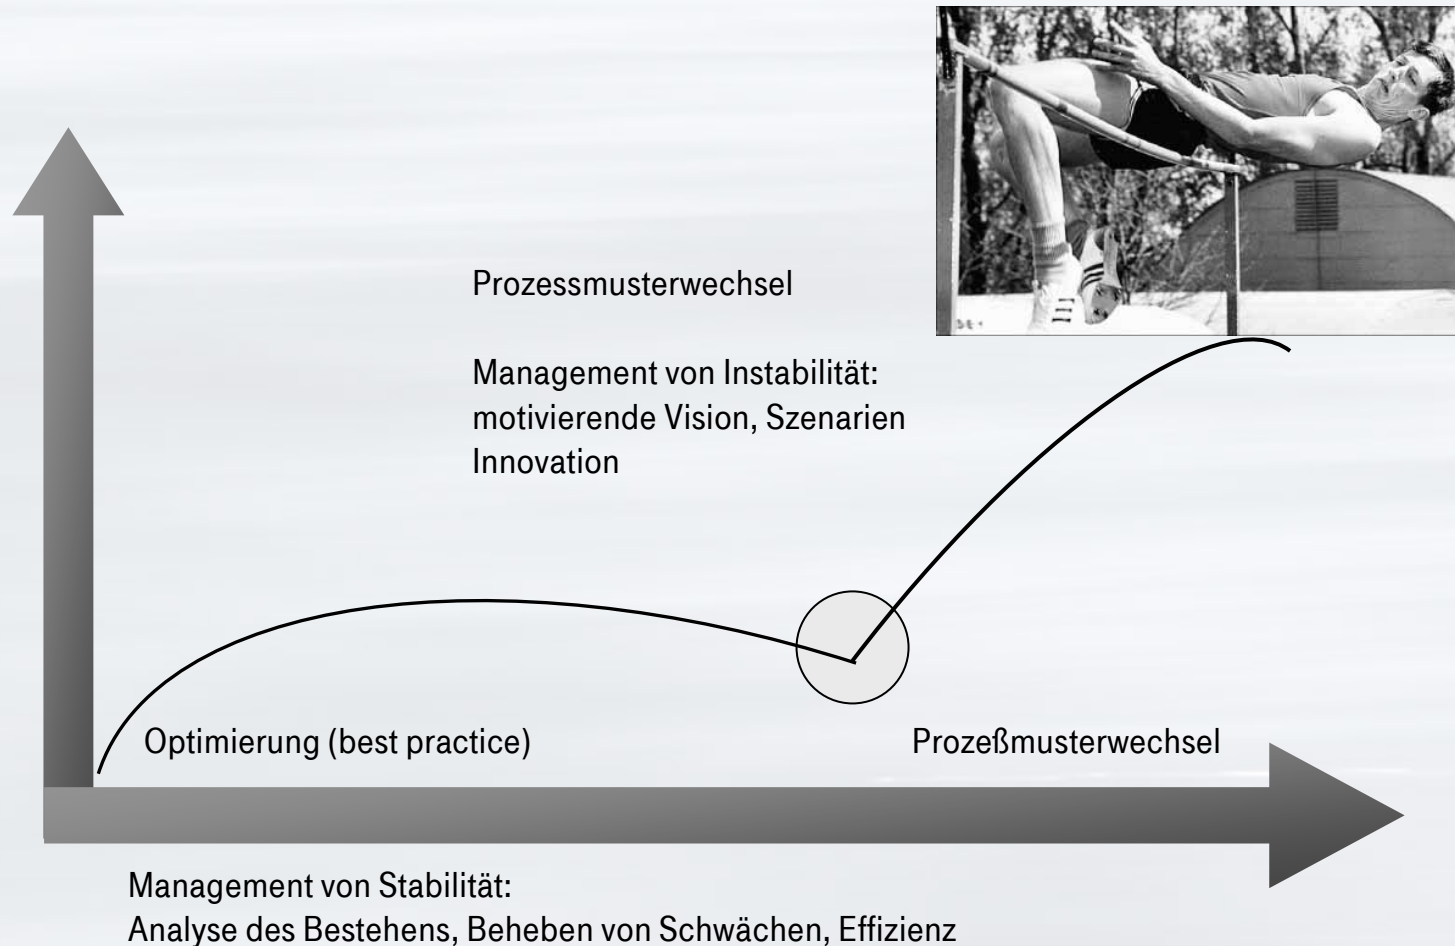 Prozessmusterwechsel
Management von Instabilität:
motivierende Vision, Szenarien
Innovation
Optimierung (best practice)
Prozeßmusterwechsel
Management von Stabilität:
Analyse des Bestehens, Beheben von Schwächen, Effizienz